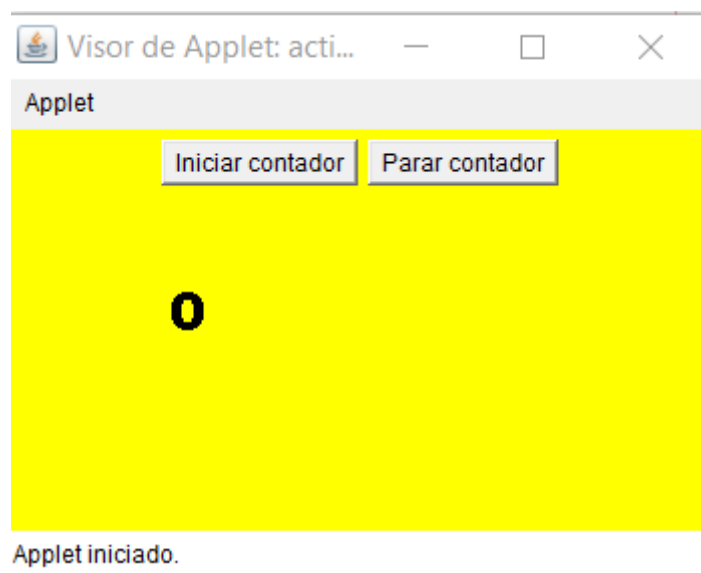 Visor de Applet: acti...
Applet
Iniciar contador Parar contador
0
Applet iniciado.